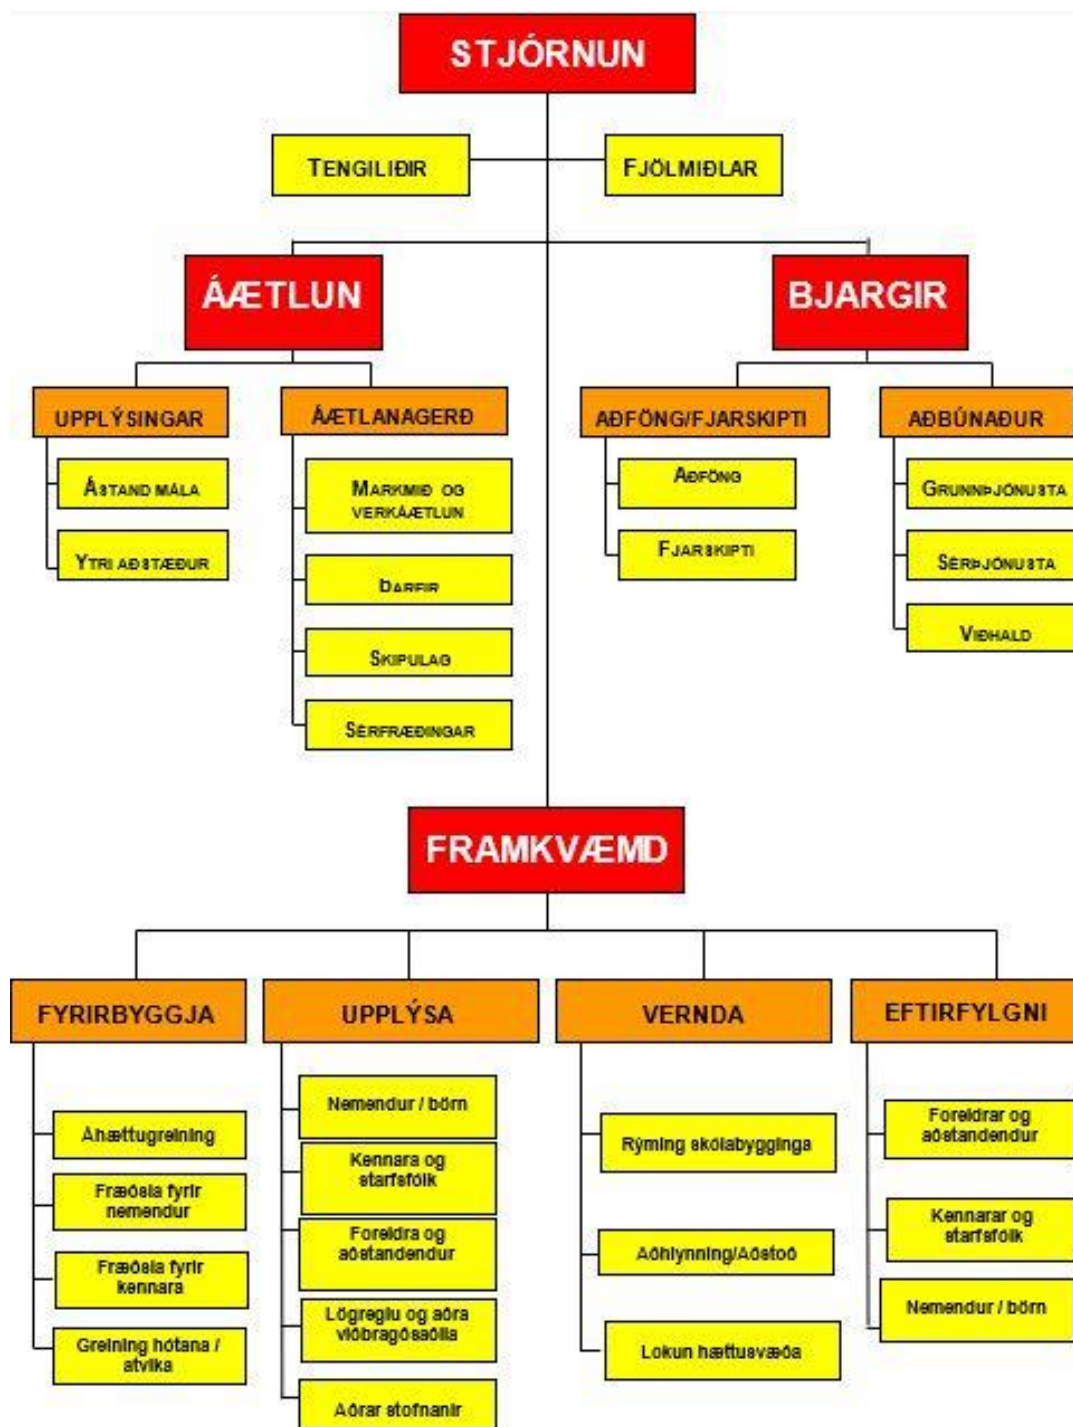 STJÓRNUN
TENGILIÐIR
FJÖLMIÐLAR
ÁÆTLUN
BJARGIR
UPPLÝSINGAR
ÁÆTLANAGERÐ
AÐFÖNG/FJARSKIPTI
AÐBÚNAÐUR
ÁSTAND MÁLA
YTRI AÐSTÆÐUR
MARKMIÐ OG
VERKÁÆTLUN
ÞARFIR
SKIPULAG
SÉRFRÆÐINGAR
AÐFÖNG
FJARSKIPTI
GRUNNÞJÓNUSTA
SÉRÞJÓNUSTA
VIÐHALD
FRAMKVÆMD
FYRIRBYGGJA
UPPLÝSA
VERNDA
EFTIRFYLGNI
Áhættugreining
Fræðsla fyrir
nemendur
Fræðsla fyrir
kennara
Greining hótana /
atvika
Nemendur / börn
Kennara og
starfsfólk
Foreldra og
aðstandendur
Lögreglu og aðra
viðbragðsaðila
Aðrar stofnanir
Rýming skólabygginga
Aðhlynning/Aðstoð
Lokun hættusvæða
Foreldrar og
aðstandendur
Kennarar og
starfsfólk
Nemendur / börn